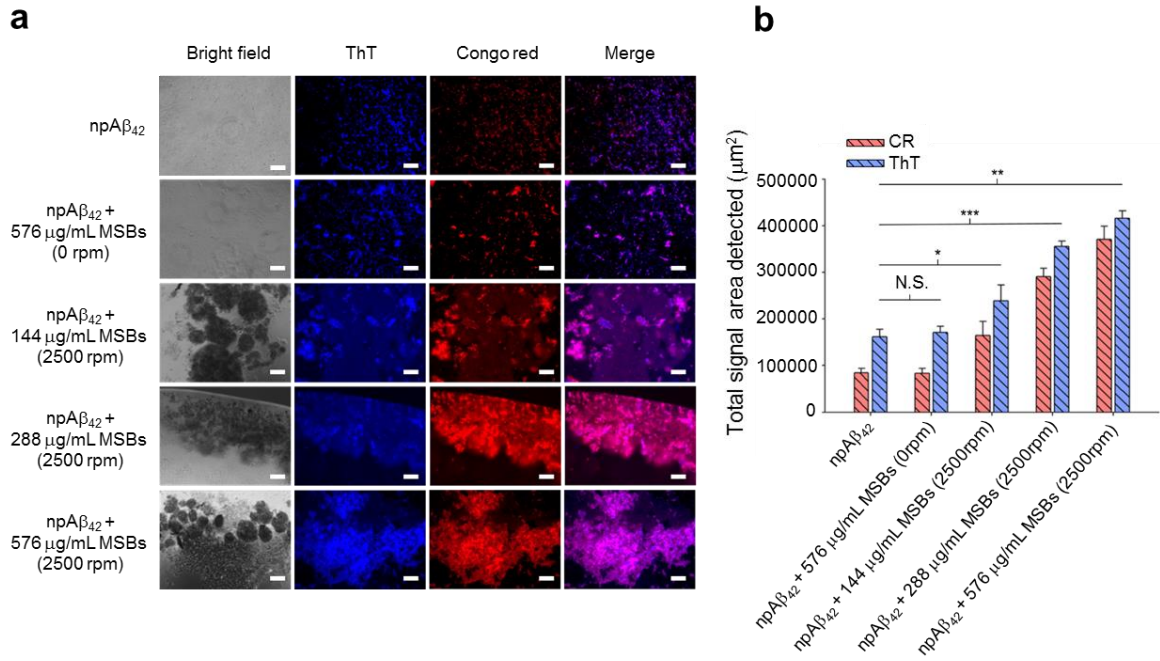 a
Bright field
ThT
Congo red
Merge
npAβ₄₂
npAβ₄₂ +
576 μg/mL MSBs
(0 rpm)
npAβ₄₂ +
144 μg/mL MSBs
(2500 rpm)
npAβ₄₂ +
288 μg/mL MSBs
(2500 rpm)
npAβ₄₂ +
576 μg/mL MSBs
(2500 rpm)
b
CR
ThT
Total signal area detected (μm²)
500000
400000
300000
200000
100000
0
**
***
*
N.S.
npAβ₄₂
npAβ₄₂ + 576 μg/mL MSBs (0rpm)
npAβ₄₂ + 144 μg/mL MSBs (2500rpm)
npAβ₄₂ + 288 μg/mL MSBs (2500rpm)
npAβ₄₂ + 576 μg/mL MSBs (2500rpm)